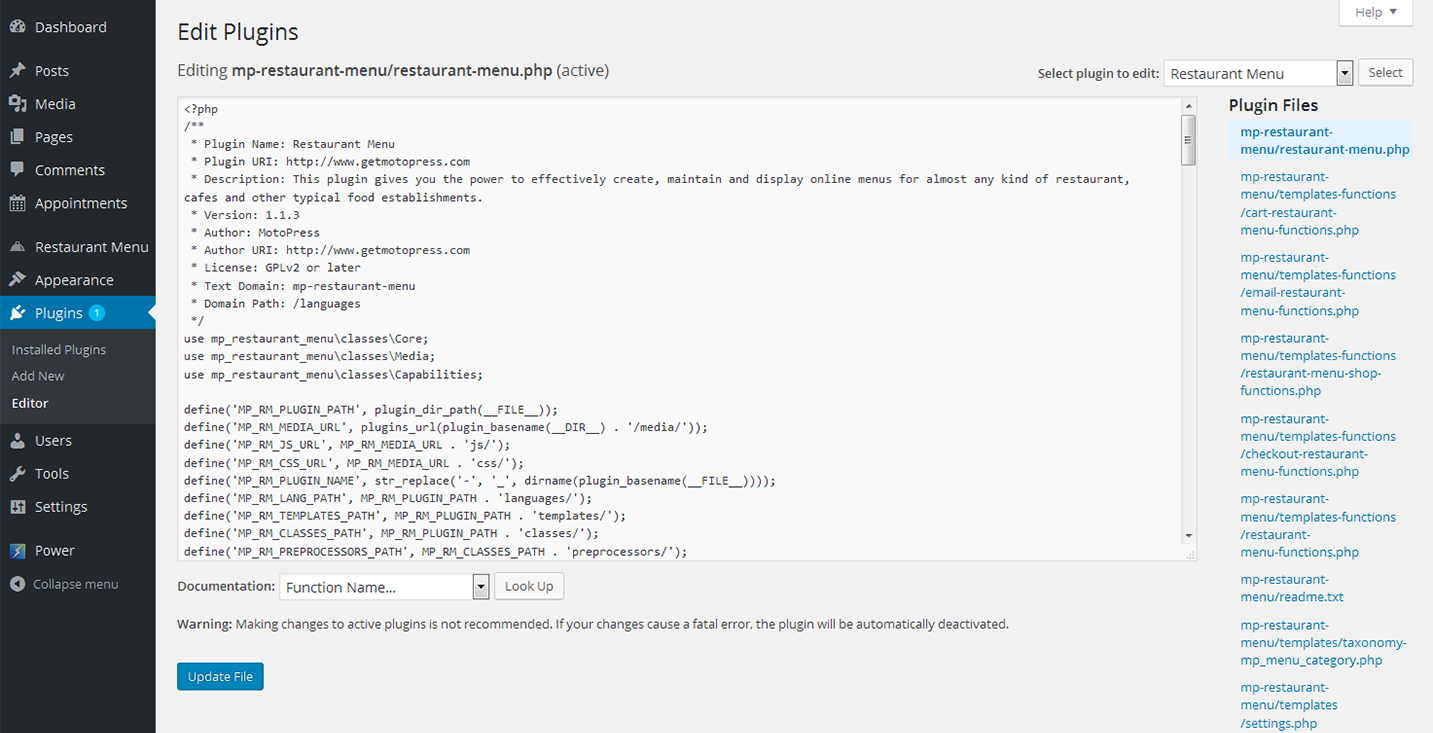 Dashboard
Posts
Media
Pages
Comments
Appointments
Restaurant Menu
Appearance
Plugins 1
Installed Plugins
Add New
Editor
Users
Tools
Settings
Power
Collapse menu
Help
Edit Plugins
Editing mp-restaurant-menu/restaurant-menu.php (active)
Select plugin to edit: Restaurant Menu Select
<?php
/**
 * Plugin Name: Restaurant Menu
 * Plugin URI: http://www.getmotopress.com
 * Description: This plugin gives you the power to effectively create, maintain and display online menus for almost any kind of restaurant,
cafes and other typical food establishments.
 * Version: 1.1.3
 * Author: MotoPress
 * Author URI: http://www.getmotopress.com
 * License: GPLv2 or later
 * Text Domain: mp-restaurant-menu
 * Domain Path: /languages
 */
use mp_restaurant_menu\classes\Core;
use mp_restaurant_menu\classes\Media;
use mp_restaurant_menu\classes\Capabilities;
define('MP_RM_PLUGIN_PATH', plugin_dir_path(__FILE__));
define('MP_RM_MEDIA_URL', plugins_url(plugin_basename(__DIR__) . '/media/'));
define('MP_RM_JS_URL', MP_RM_MEDIA_URL . 'js/');
define('MP_RM_CSS_URL', MP_RM_MEDIA_URL . 'css/');
define('MP_RM_PLUGIN_NAME', str_replace('-', '_', dirname(plugin_basename(__FILE__))));
define('MP_RM_LANG_PATH', MP_RM_PLUGIN_PATH . 'languages/');
define('MP_RM_TEMPLATES_PATH', MP_RM_PLUGIN_PATH . 'templates/');
define('MP_RM_CLASSES_PATH', MP_RM_PLUGIN_PATH . 'classes/');
define('MP_RM_PREPROCESSORS_PATH', MP_RM_CLASSES_PATH . 'preprocessors/');
Documentation: Function Name... Look Up
Warning: Making changes to active plugins is not recommended. If your changes cause a fatal error, the plugin will be automatically deactivated.
Update File
Plugin Files
mp-restaurant-
menu/restaurant-menu.php
mp-restaurant-
menu/templates-functions
/cart-restaurant-
menu-functions.php
mp-restaurant-
menu/templates-functions
/email-restaurant-
menu-functions.php
mp-restaurant-
menu/templates-functions
/restaurant-menu-shop-
functions.php
mp-restaurant-
menu/templates-functions
/checkout-restaurant-
menu-functions.php
mp-restaurant-
menu/templates-functions
/restaurant-
menu-functions.php
mp-restaurant-
menu/readme.txt
mp-restaurant-
menu/templates/taxonomy-
mp_menu_category.php
mp-restaurant-
menu/templates
/settings.php